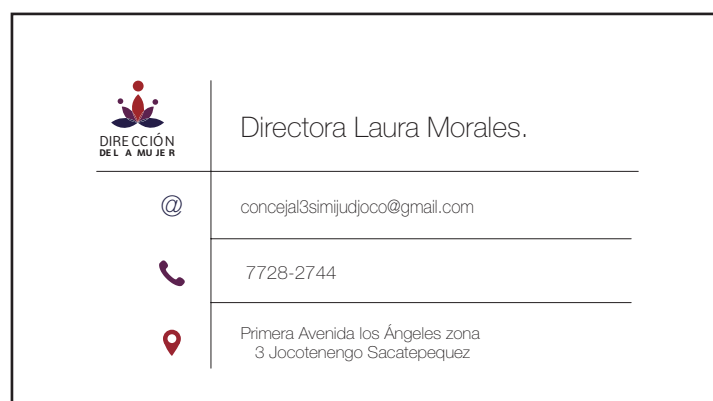 DIRECCIÓN
DE LA MUJER
Directora Laura Morales.
@
concejal3simijudjoco@gmail.com
7728-2744
Primera Avenida los Ángeles zona
3 Jocotenengo Sacatepequez